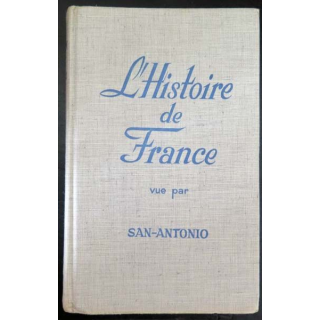 L'Histoire
de
France
vue par
SAN-ANTONIO